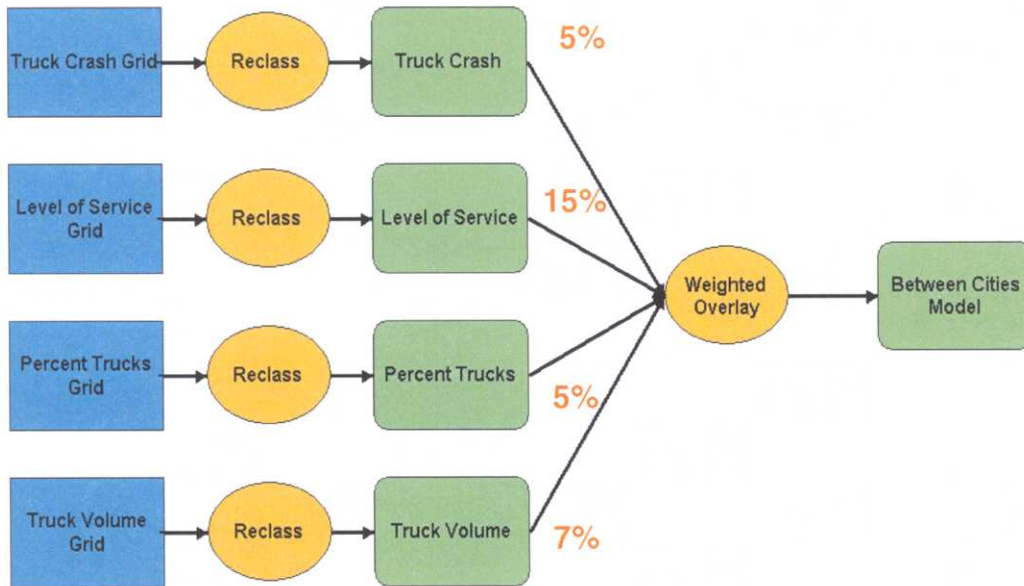 Truck Crash Grid
Reclass
Truck Crash
5%
Level of Service
Grid
Reclass
Level of Service
15%
Percent Trucks
Grid
Reclass
Percent Trucks
5%
Truck Volume
Grid
Reclass
Truck Volume
7%
Weighted
Overlay
Between Cities
Model